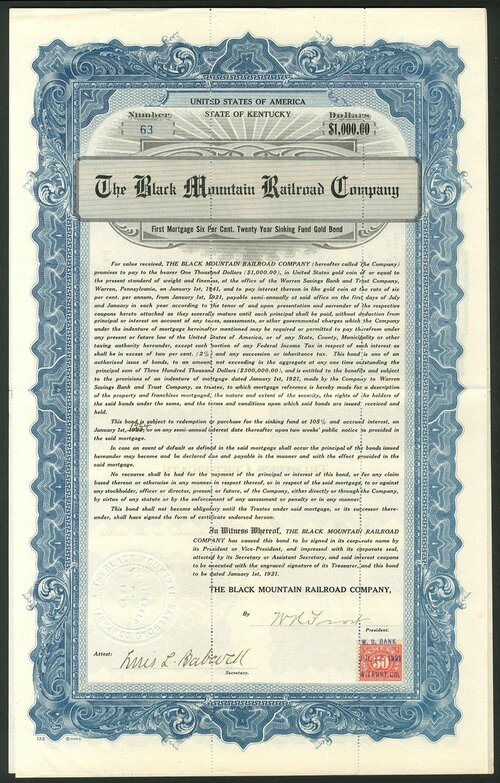 UNITED STATES OF AMERICA
Number
STATE OF KENTUCKY
Dollars
63
$1,000.00
The Black Mountain Railroad Company
First Mortgage Six Per Cent. Twenty Year Sinking Fund Gold Bond
For value received, THE BLACK MOUNTAIN RAILROAD COMPANY (hereafter called the Company)
promises to pay to the bearer One Thousand Dollars ($1,000.00), in United States gold coin of or equal to
the present standard of weight and fineness, at the office of the Warren Savings Bank and Trust Company,
Warren, Pennsylvania, on January 1st, 1941, and to pay interest thereon in like gold coin at the rate of six
per cent. per annum, from January 1st, 1921, payable semi-annually at said office on the first days of July
and January in each year according to the tenor of and upon presentation and surrender of the respective
coupons hereto attached as they severally mature until such principal shall be paid, without deduction from
principal or interest on account of any taxes, assessments, or other governmental charges which the Company
under the indenture of mortgage hereinafter mentioned may be required or permitted to pay therefrom under
any present or future law of the United States of America, or of any State, County, Municipality or other
taxing authority therein, except such portion of any Federal Income Tax in respect of such interest as
shall be in excess of two per cent. (2%) and any succession or inheritance tax. This bond is one of an
authorized issue of bonds, to an amount not exceeding in the aggregate at any one time outstanding the
principal sum of Three Hundred Thousand Dollars ($300,000.00), and is entitled to the benefits and subject
to the provisions of an indenture of mortgage dated January 1st, 1921, made by the Company to Warren
Savings Bank and Trust Company, as trustee, to which mortgage reference is hereby made for a description
of the property and franchises mortgaged, the nature and extent of the security, the rights of the holders of
the said bonds under the same, and the terms and conditions upon which said bonds are issued, received and
held.
This bond is subject to redemption or purchase for the sinking fund at 105% and accrued interest, on
January 1st, or on any semi-annual interest date thereafter upon two weeks' public notice as provided in
the said mortgage.
In case an event of default as defined in the said mortgage shall occur the principal of the bonds issued
hereunder may become and be declared due and payable in the manner and with the effect provided in the
said mortgage.
No recourse shall be had for the payment of the principal or interest of this bond, or for any claim
based thereon or otherwise in any manner in respect thereof, or in respect of the said mortgage, to or against
any stockholder, officer or director, present or future, of the Company, either directly or through the Company,
by virtue of any statute or by the enforcement of any assessment or penalty or in any manner.
This bond shall not become obligatory until the Trustee under said mortgage, or its successor there-
under, shall have signed the form of certificate endorsed hereon.
In Witness Whereof, THE BLACK MOUNTAIN RAILROAD
COMPANY has caused this bond to be signed in its corporate name by
its President or Vice-President, and impressed with its corporate seal,
attested by its Secretary or Assistant Secretary, and said interest coupons
to be executed with the engraved signature of its Treasurer, and this bond
to be dated January 1st, 1921.
THE BLACK MOUNTAIN RAILROAD COMPANY,
By
President.
W. S. BANK
50
& TRUST CO.
Attest:
Secretary.
122